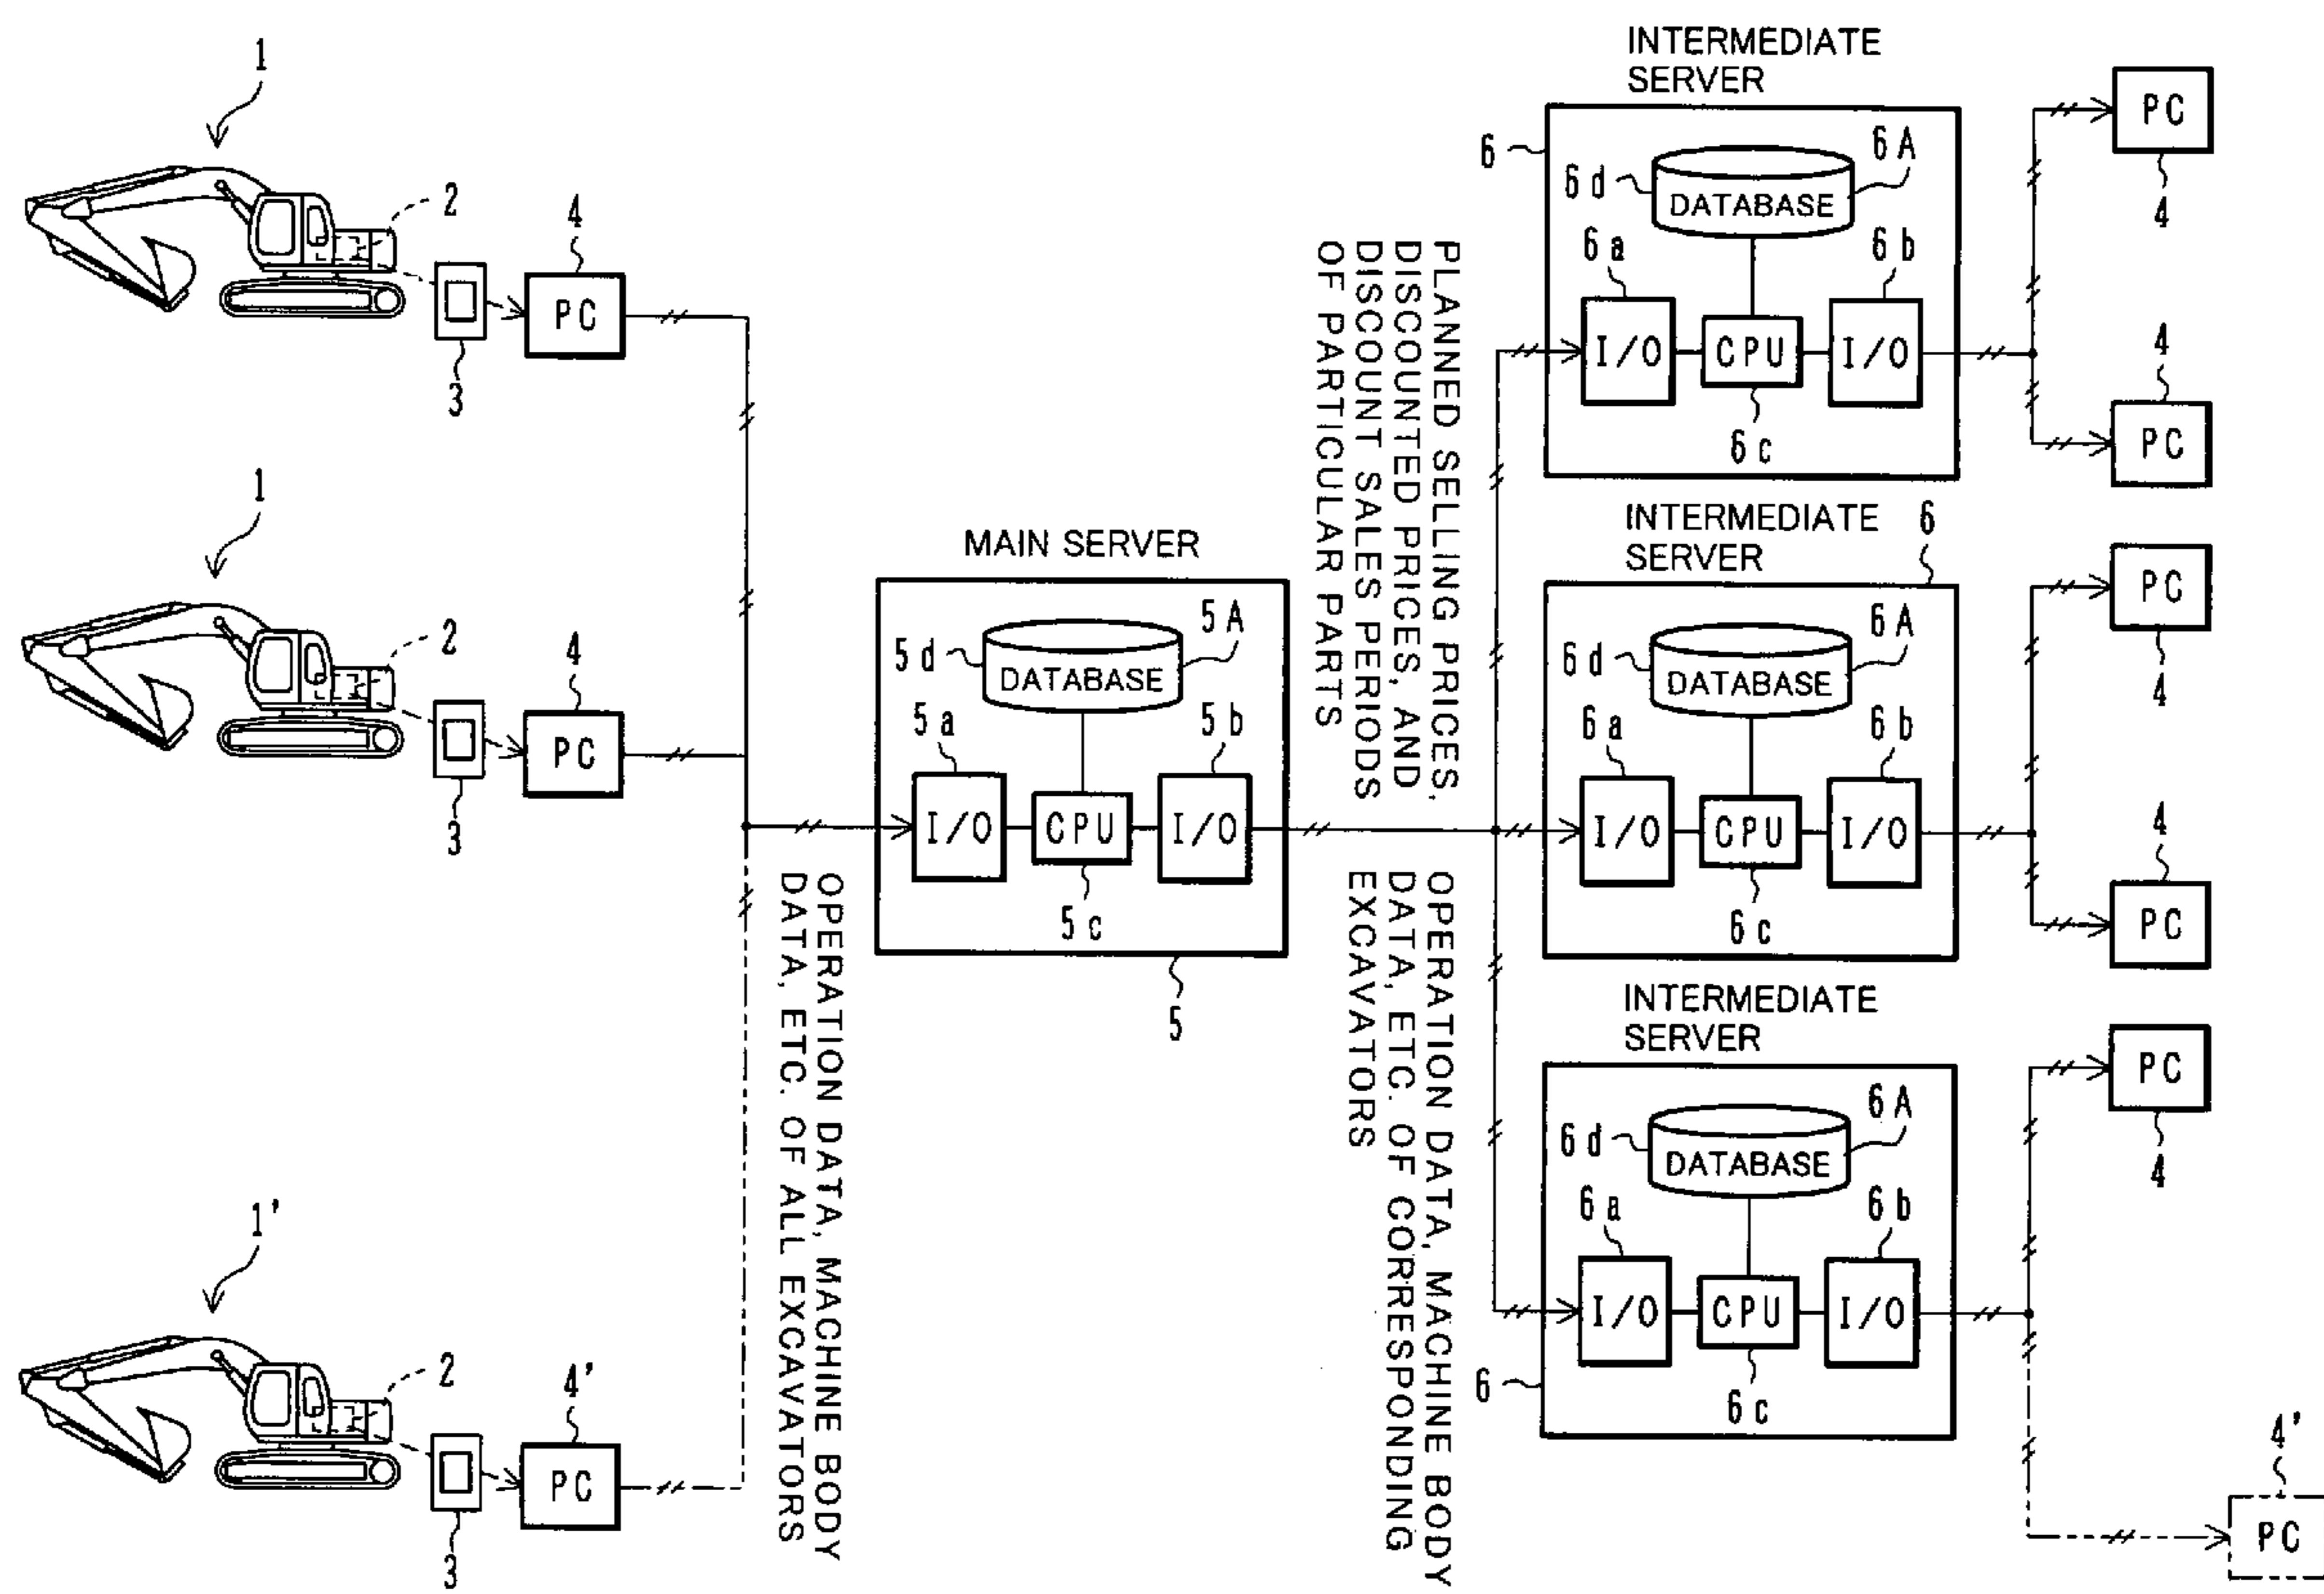 1
2
4
PC
3
1
2
4
PC
3
1'
2
4'
PC
3
OPERATION DATA, MACHINE BODY
DATA, ETC. OF ALL EXCAVATORS
MAIN SERVER
5d
5A
DATABASE
5a
5b
I/O
CPU
I/O
5c
5
PLANNED SELLING PRICES,
DISCOUNTED PRICES, AND
DISCOUNT SALES PERIODS
OF PARTICULAR PARTS
OPERATION DATA, MACHINE BODY
DATA, ETC. OF CORRESPONDING
EXCAVATORS
INTERMEDIATE
SERVER
6
6d
6A
DATABASE
6a
6b
I/O
CPU
I/O
6c
PC
4
4
PC
INTERMEDIATE
SERVER
6
6d
6A
DATABASE
6a
6b
I/O
CPU
I/O
6c
PC
4
4
PC
INTERMEDIATE
SERVER
6d
6A
DATABASE
6a
6b
I/O
CPU
I/O
6
6c
PC
4
4'
PC